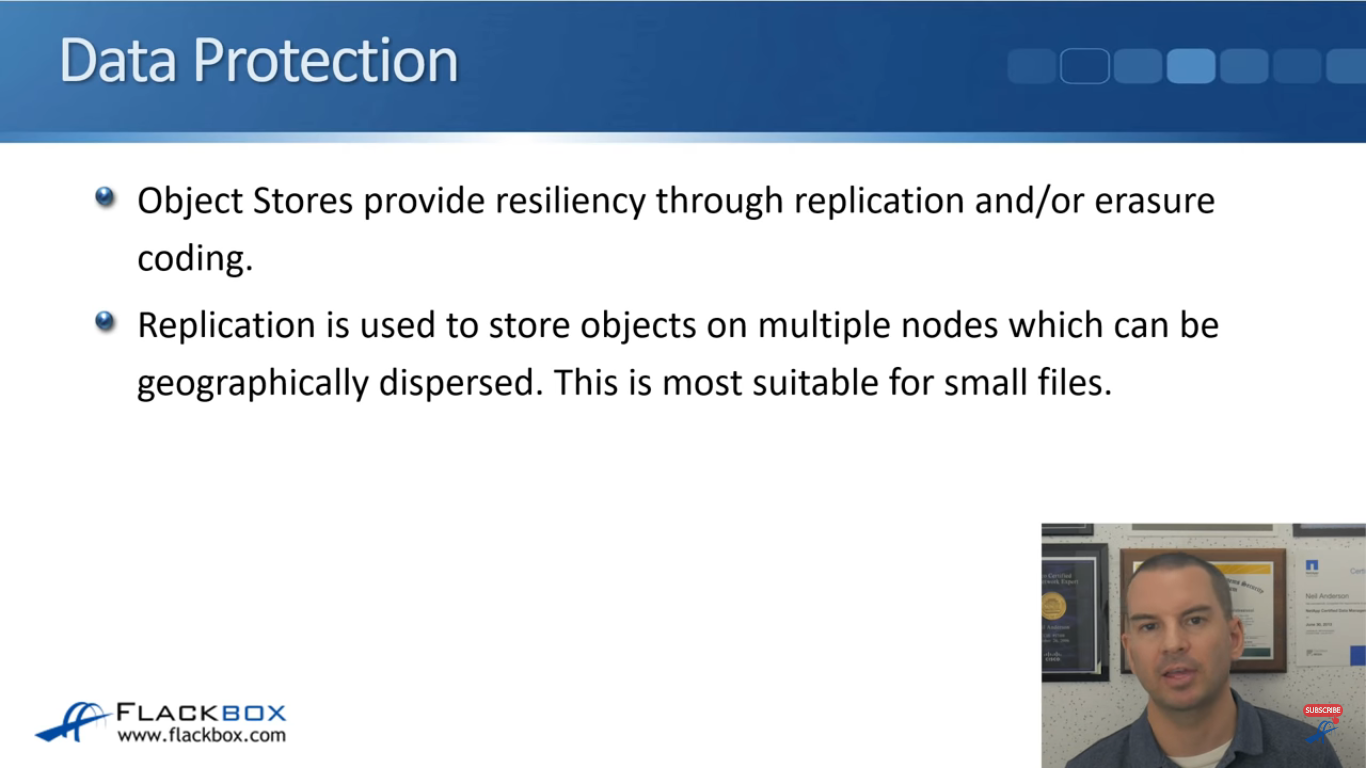 Data Protection
Object Stores provide resiliency through replication and/or erasure
coding.
Replication is used to store objects on multiple nodes which can be
geographically dispersed. This is most suitable for small files.
Neil Anderson
SUBSCRIBE
FLACKBOX
www.flackbox.com